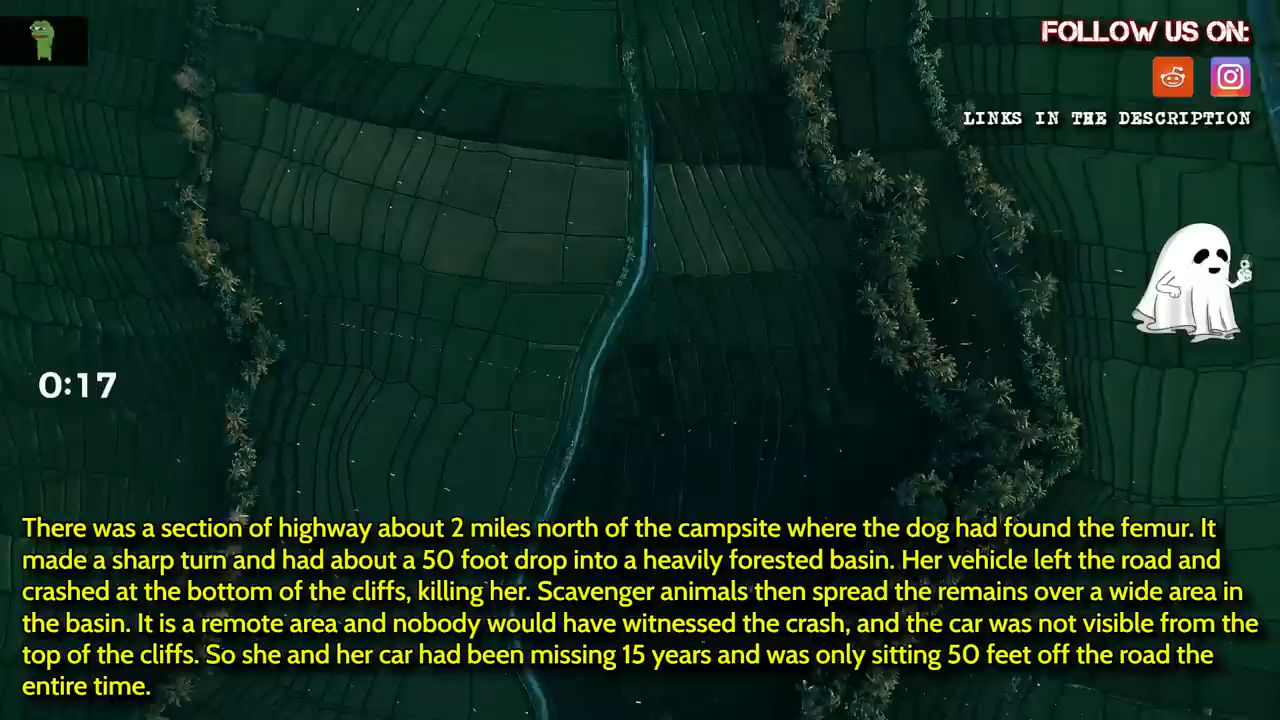 FOLLOW US ON:
LINKS IN THE DESCRIPTION
0:17
There was a section of highway about 2 miles north of the campsite where the dog had found the femur. It
made a sharp turn and had about a 50 foot drop into a heavily forested basin. Her vehicle left the road and
crashed at the bottom of the cliffs, killing her. Scavenger animals then spread the remains over a wide area in
the basin. It is a remote area and nobody would have witnessed the crash, and the car was not visible from the
top of the cliffs. So she and her car had been missing 15 years and was only sitting 50 feet off the road the
entire time.